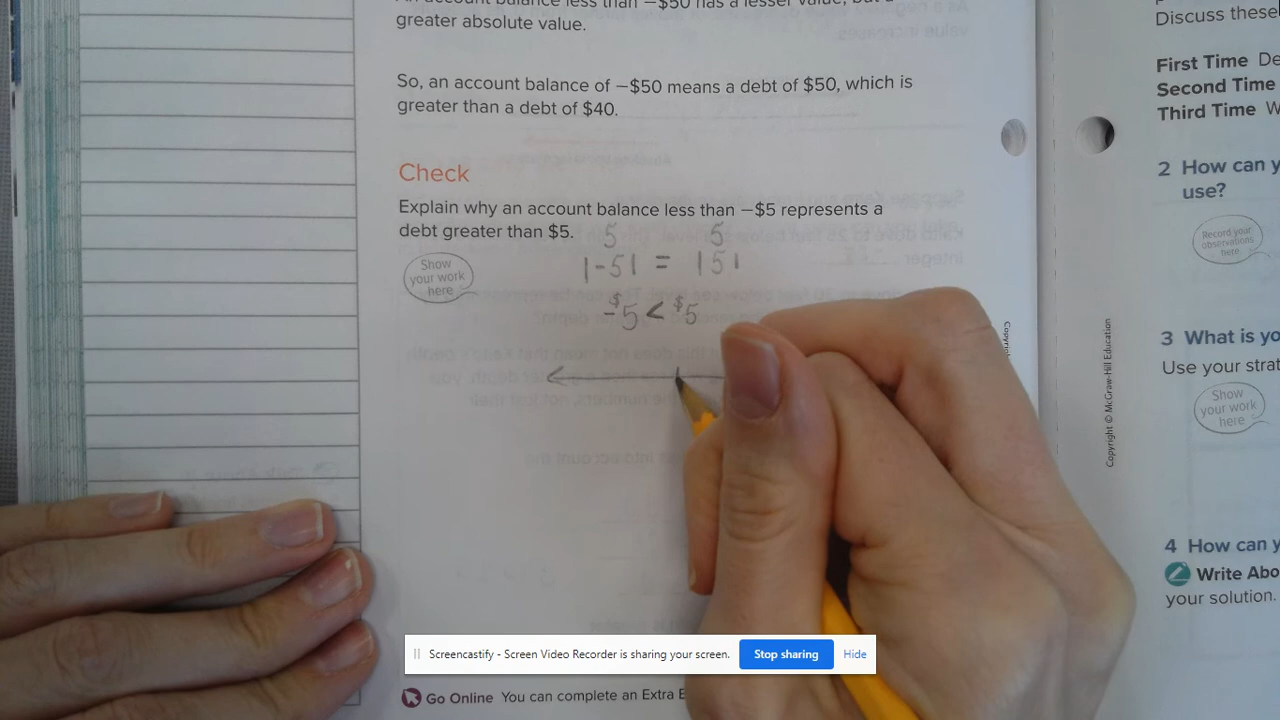 greater absolute value.
So, an account balance of –$50 means a debt of $50, which is
greater than a debt of $40.
Check
Explain why an account balance less than –$5 represents a
debt greater than $5.
5 5
|-5| = |5|
Show
your work
here
-$5 < $5
Screencastify - Screen Video Recorder is sharing your screen. Stop sharing Hide
Go Online You can complete an Extra
Copyright © McGraw-Hill Education
Discuss these
First Time
Second Time
Third Time
2 How can
use?
Record your
observations
here
3 What is
Use your
Show
your work
here
4 How can
Write
your solution.